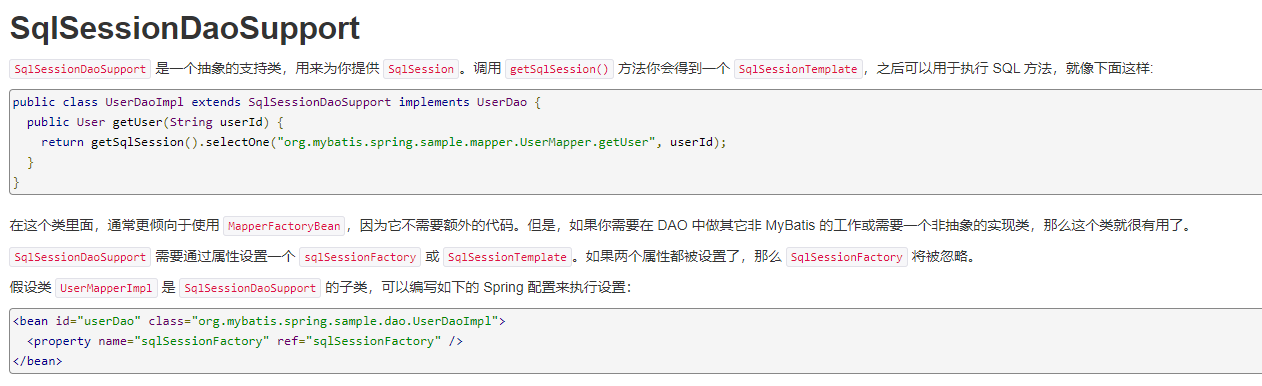 SqlSessionDaoSupport
SqlSessionDaoSupport 是一个抽象的支持类，用来为你提供 SqlSession。调用 getSqlSession() 方法你会得到一个 SqlSessionTemplate，之后可以用于执行 SQL 方法，就像下面这样:
public class UserDaoImpl extends SqlSessionDaoSupport implements UserDao {
  public User getUser(String userId) {
    return getSqlSession().selectOne("org.mybatis.spring.sample.mapper.UserMapper.getUser", userId);
  }
}
在这个类里面，通常更倾向于使用 MapperFactoryBean，因为它不需要额外的代码。但是，如果你需要在 DAO 中做其它非 MyBatis 的工作或需要一个非抽象的实现类，那么这个类就很有用了。
SqlSessionDaoSupport 需要通过属性设置一个 sqlSessionFactory 或 SqlSessionTemplate。如果两个属性都被设置了，那么 SqlSessionFactory 将被忽略。
假设类 UserMapperImpl 是 SqlSessionDaoSupport 的子类，可以编写如下的 Spring 配置来执行设置：
<bean id="userDao" class="org.mybatis.spring.sample.dao.UserDaoImpl">
  <property name="sqlSessionFactory" ref="sqlSessionFactory" />
</bean>